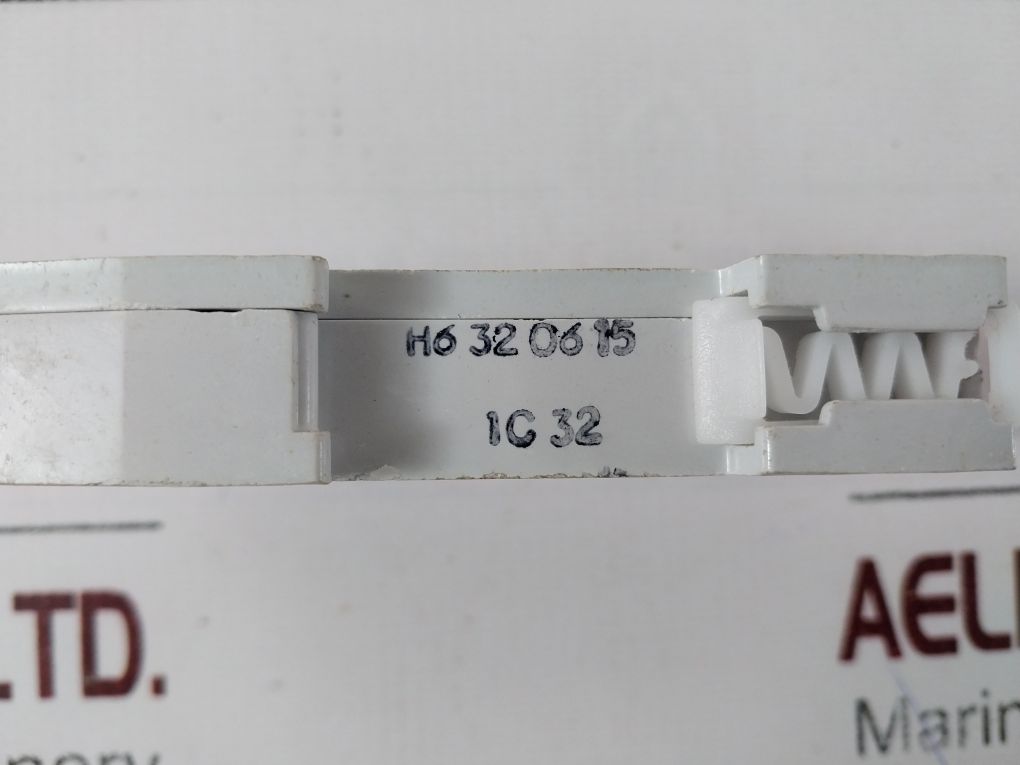 H6 32 06 15
1C 32
LTD.
AEL
Marin